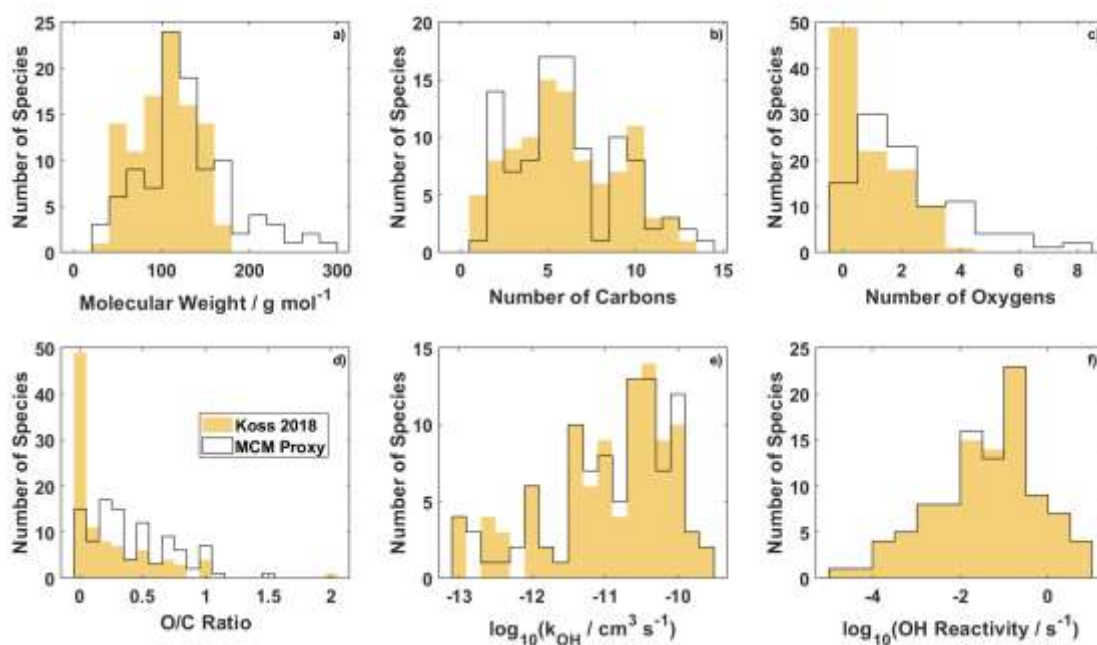 25
20
15
10
5
0
a)
Number of Species
0 100 200 300
Molecular Weight / g mol-1
20
15
10
5
0
b)
Number of Species
0 5 10 15
Number of Carbons
50
40
30
20
10
0
c)
Number of Species
0 2 4 6 8
Number of Oxygens
50
40
30
20
10
0
d)
Number of Species
Koss 2018
MCM Proxy
0 0.5 1 1.5 2
O/C Ratio
15
10
5
0
e)
Number of Species
-13 -12 -11 -10
log10(kOH / cm3 s-1)
25
20
15
10
5
0
f)
Number of Species
-4 -2 0
log10(OH Reactivity / s-1)